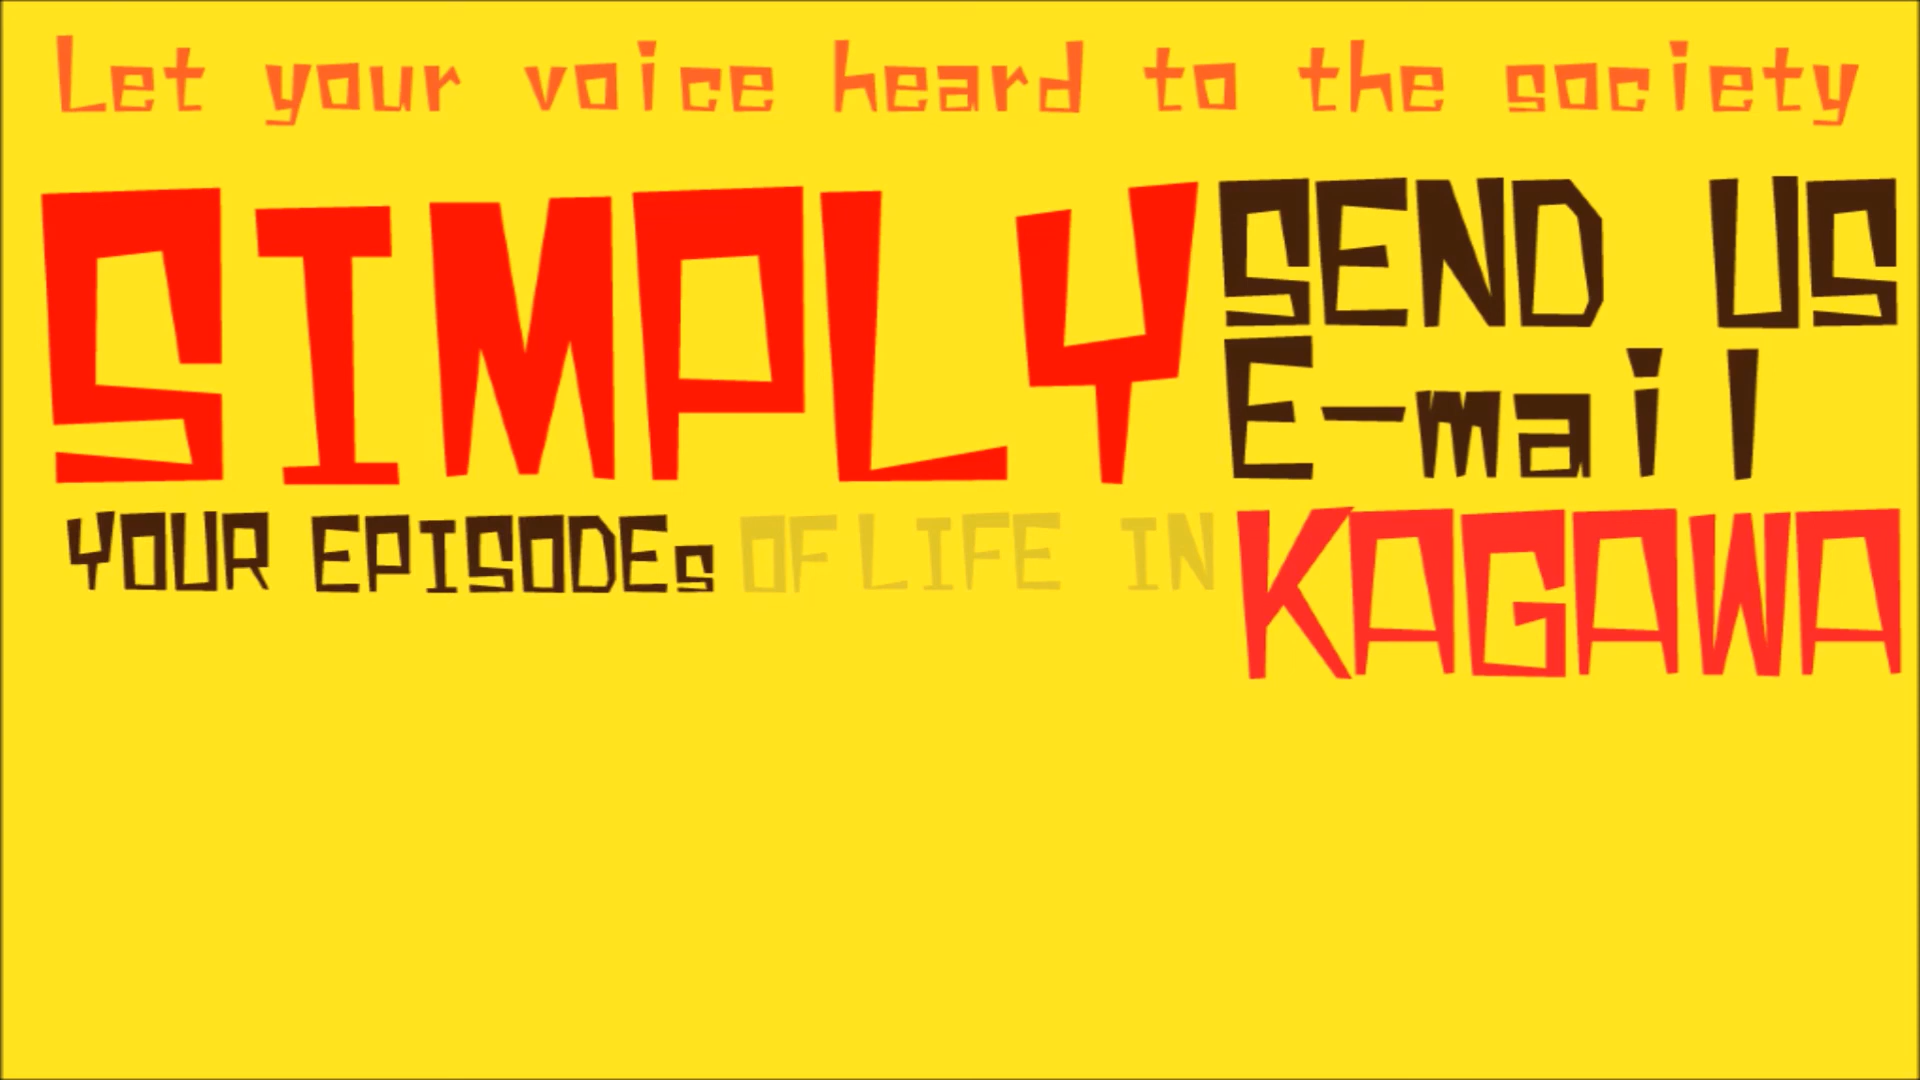 Let your voice heard to the society
SIMPLY SEND US
E-mail
YOUR EPISODEs OF LIFE IN KAGAWA